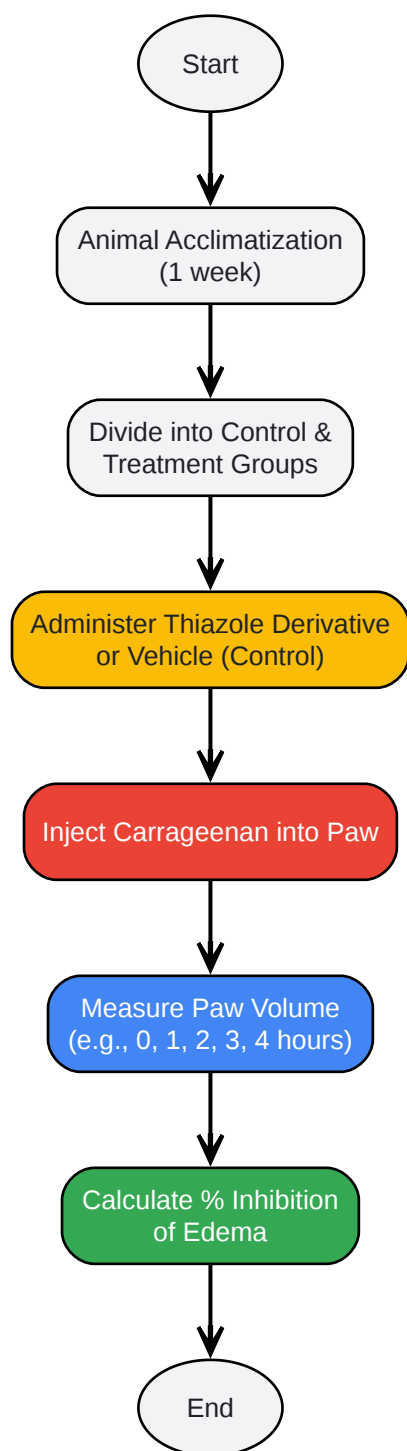 Start
Animal Acclimatization
(1 week)
Divide into Control &
Treatment Groups
Administer Thiazole Derivative
or Vehicle (Control)
Inject Carrageenan into Paw
Measure Paw Volume
(e.g., 0, 1, 2, 3, 4 hours)
Calculate % Inhibition
of Edema
End